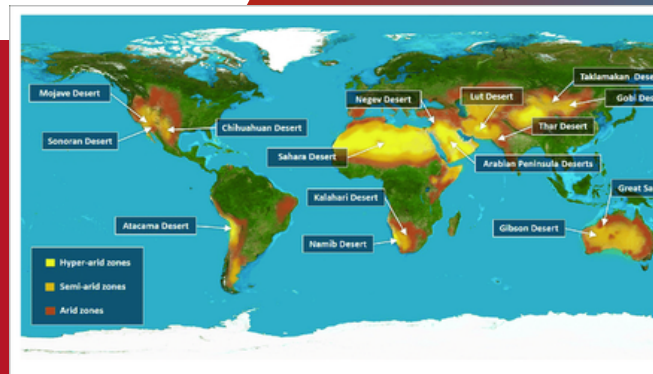 Taklamakan Dese
Mojave Desert
Negev Desert
Lut Desert
Gobi Des
Sonoran Desert
Chihuahuan Desert
Thar Desert
Sahara Desert
Arabian Peninsula Deserts
Kalahari Desert
Great Sa
Atacama Desert
Gibson Desert
Namib Desert
Hyper-arid zones
Semi-arid zones
Arid zones